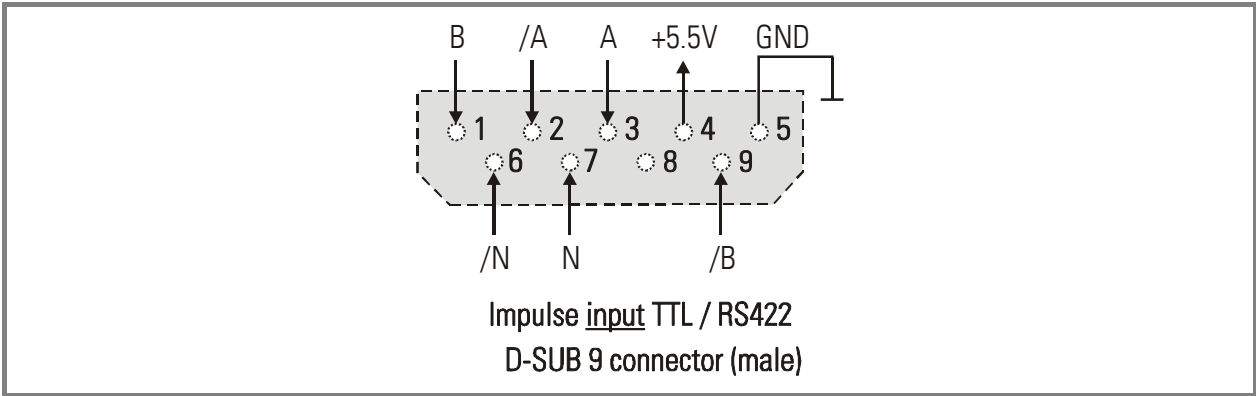 B /A A +5.5V GND
1 2 3 4 5
6 7 8 9
/N N /B
Impulse input TTL / RS422
D-SUB 9 connector (male)